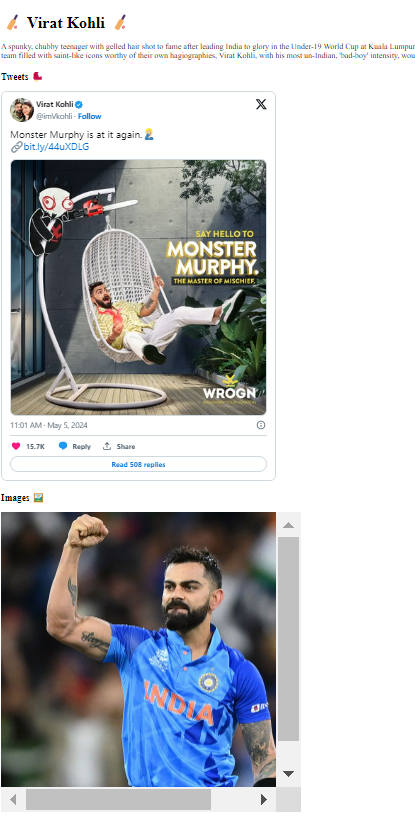 Virat Kohli
A spunky, chubby teenager with gelled hair shot to fame after leading India to glory in the Under-19 World Cup at Kuala Lumpur
team filled with saint-like icons worthy of their own hagiographies, Virat Kohli, with his most un-Indian, 'bad-boy' intensity, wou
Tweets
Virat Kohli
@imVkohli · Follow
Monster Murphy is at it again.
bit.ly/44uXDLG
SAY HELLO TO
MONSTER
MURPHY.
THE MASTER OF MISCHIEF.
WROGN
11:01 AM · May 5, 2024
15.7K Reply Share
Read 508 replies
Images
INDIA